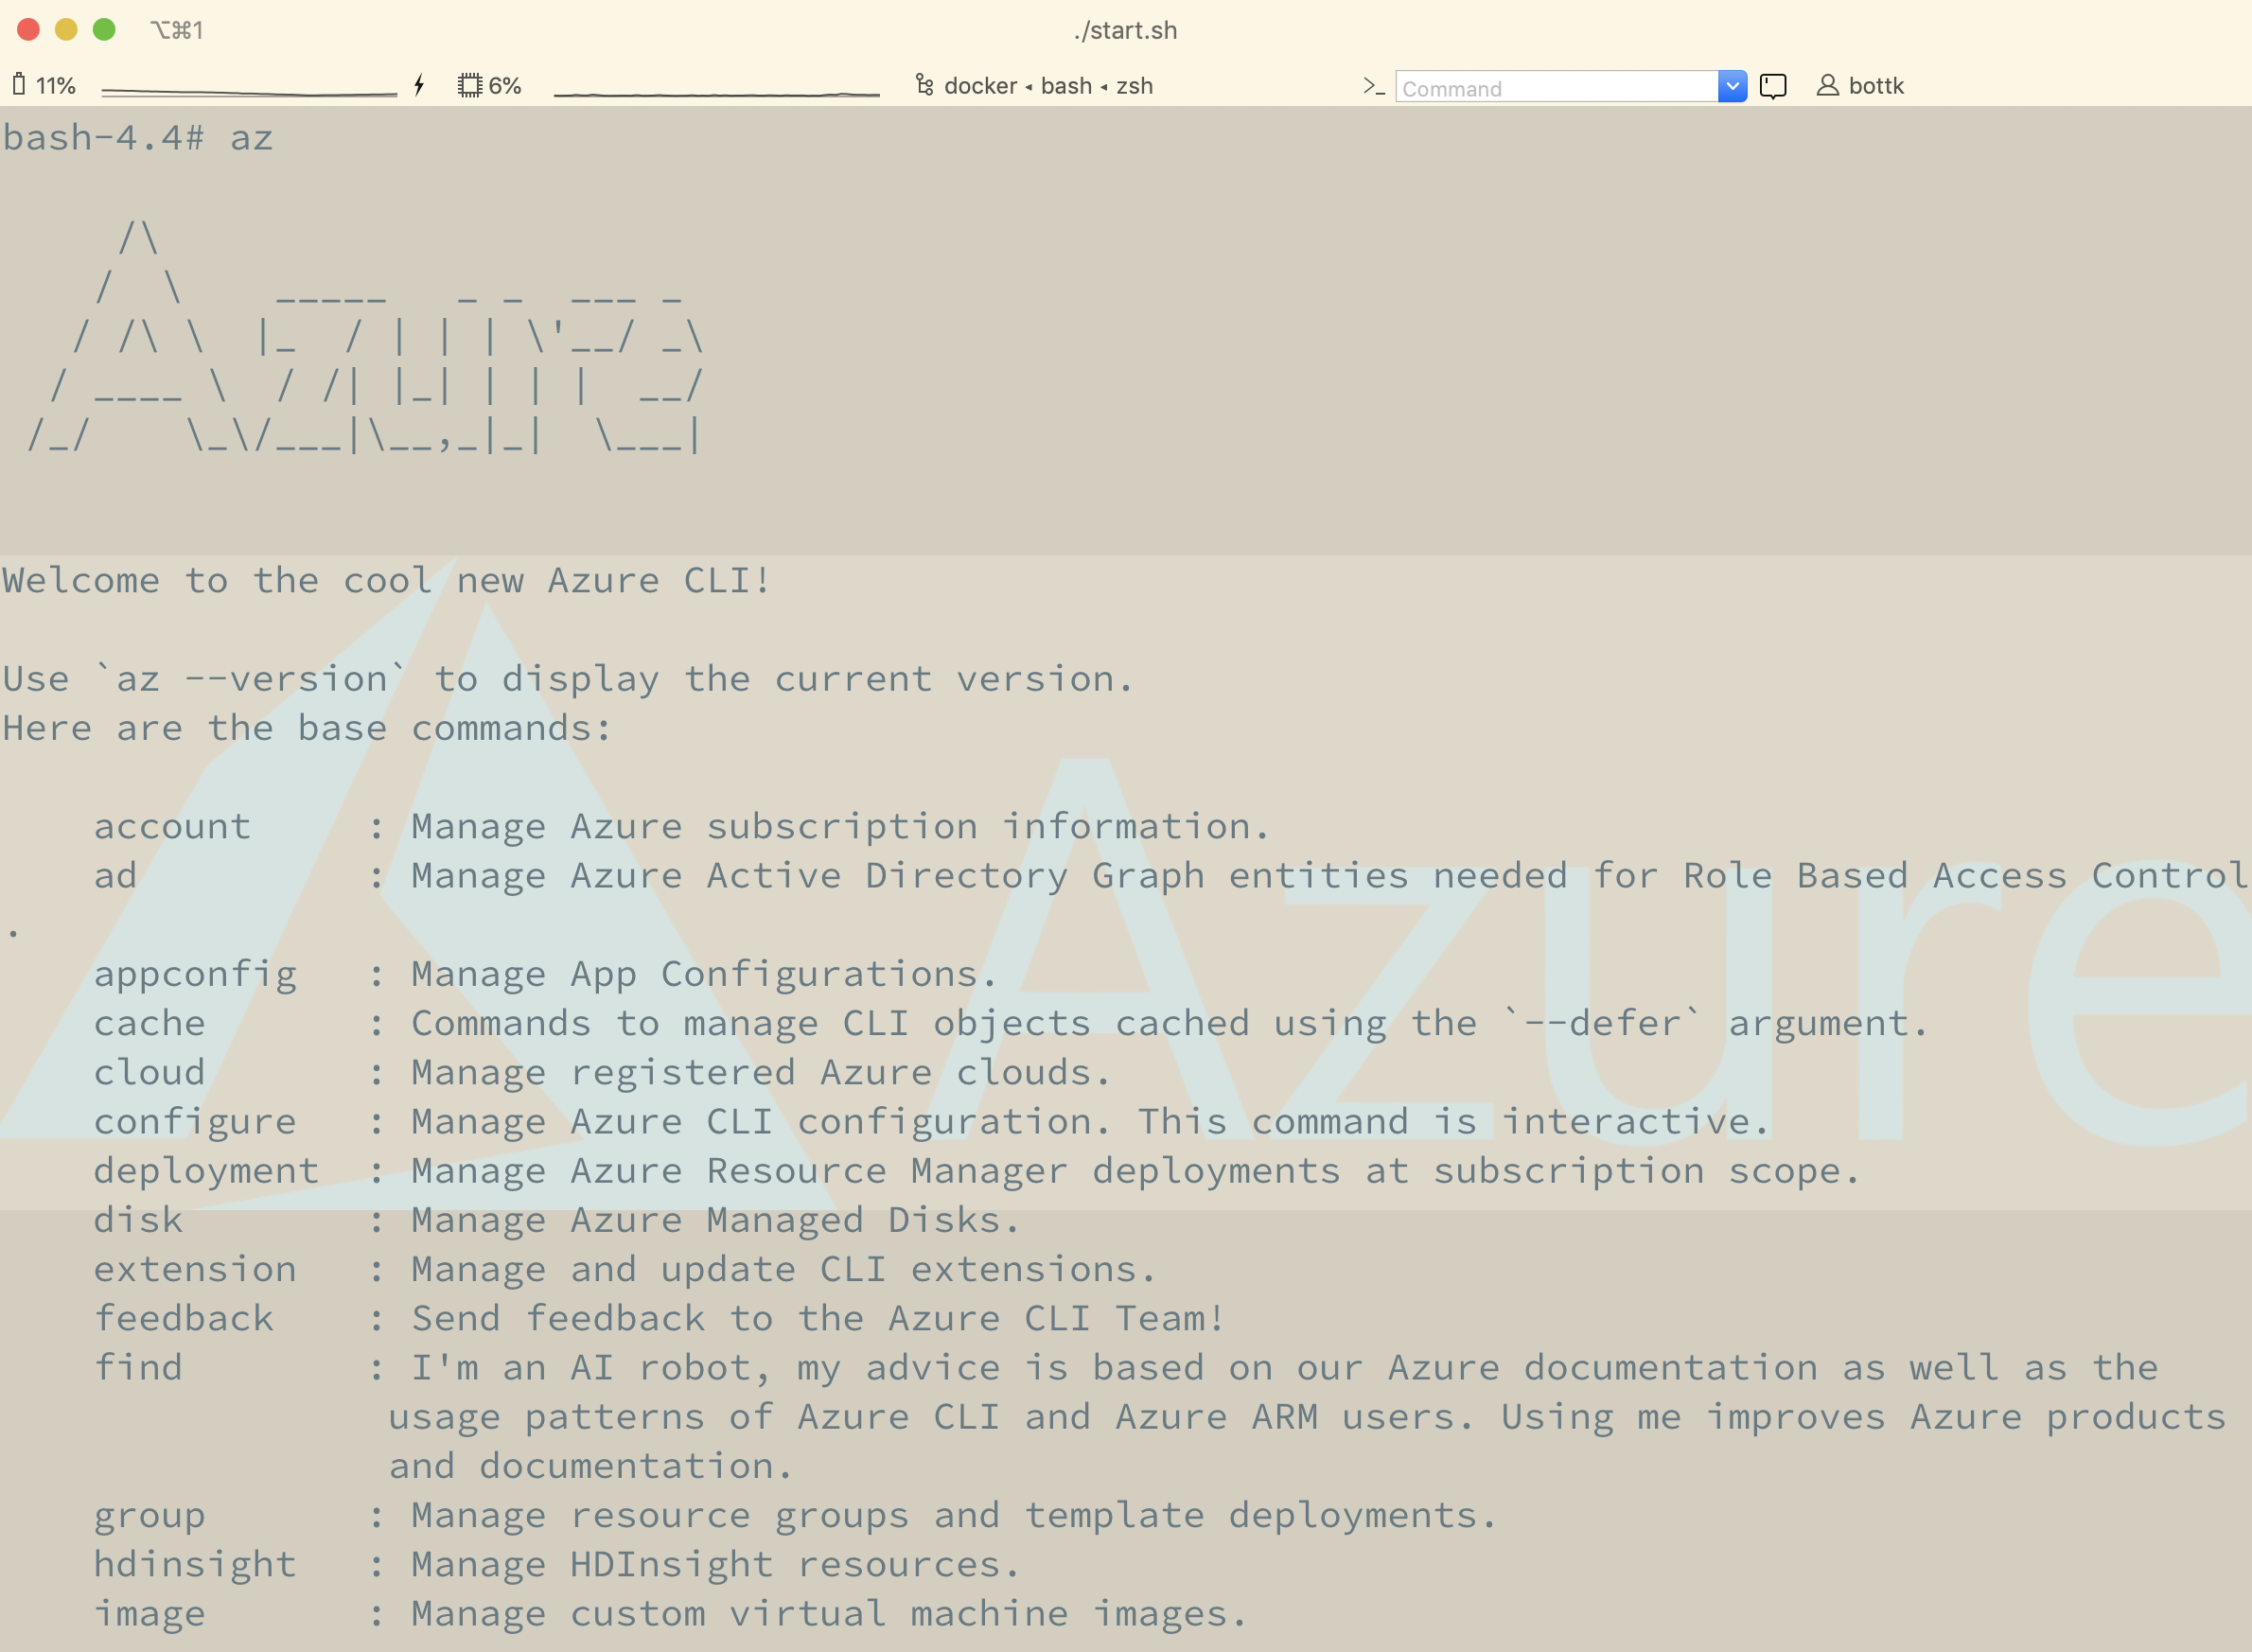 ⌥⌘1 ./start.sh
11% 6% docker ◂ bash ◂ zsh >_ Command bottk
bash-4.4# az
     /\
    /  \    _____   _ _  ___ _
   / /\ \  |_  / | | | \'__/ _\
  / ____ \  / /| |_| | | |  __/
 /_/    \_\/___|\__,_|_|  \___|
Welcome to the cool new Azure CLI!
Use `az --version` to display the current version.
Here are the base commands:
    account     : Manage Azure subscription information.
    ad          : Manage Azure Active Directory Graph entities needed for Role Based Access Control
.
    appconfig   : Manage App Configurations.
    cache       : Commands to manage CLI objects cached using the `--defer` argument.
    cloud       : Manage registered Azure clouds.
    configure   : Manage Azure CLI configuration. This command is interactive.
    deployment  : Manage Azure Resource Manager deployments at subscription scope.
    disk        : Manage Azure Managed Disks.
    extension   : Manage and update CLI extensions.
    feedback    : Send feedback to the Azure CLI Team!
    find        : I'm an AI robot, my advice is based on our Azure documentation as well as the
                 usage patterns of Azure CLI and Azure ARM users. Using me improves Azure products
                 and documentation.
    group       : Manage resource groups and template deployments.
    hdinsight   : Manage HDInsight resources.
    image       : Manage custom virtual machine images.
Azure